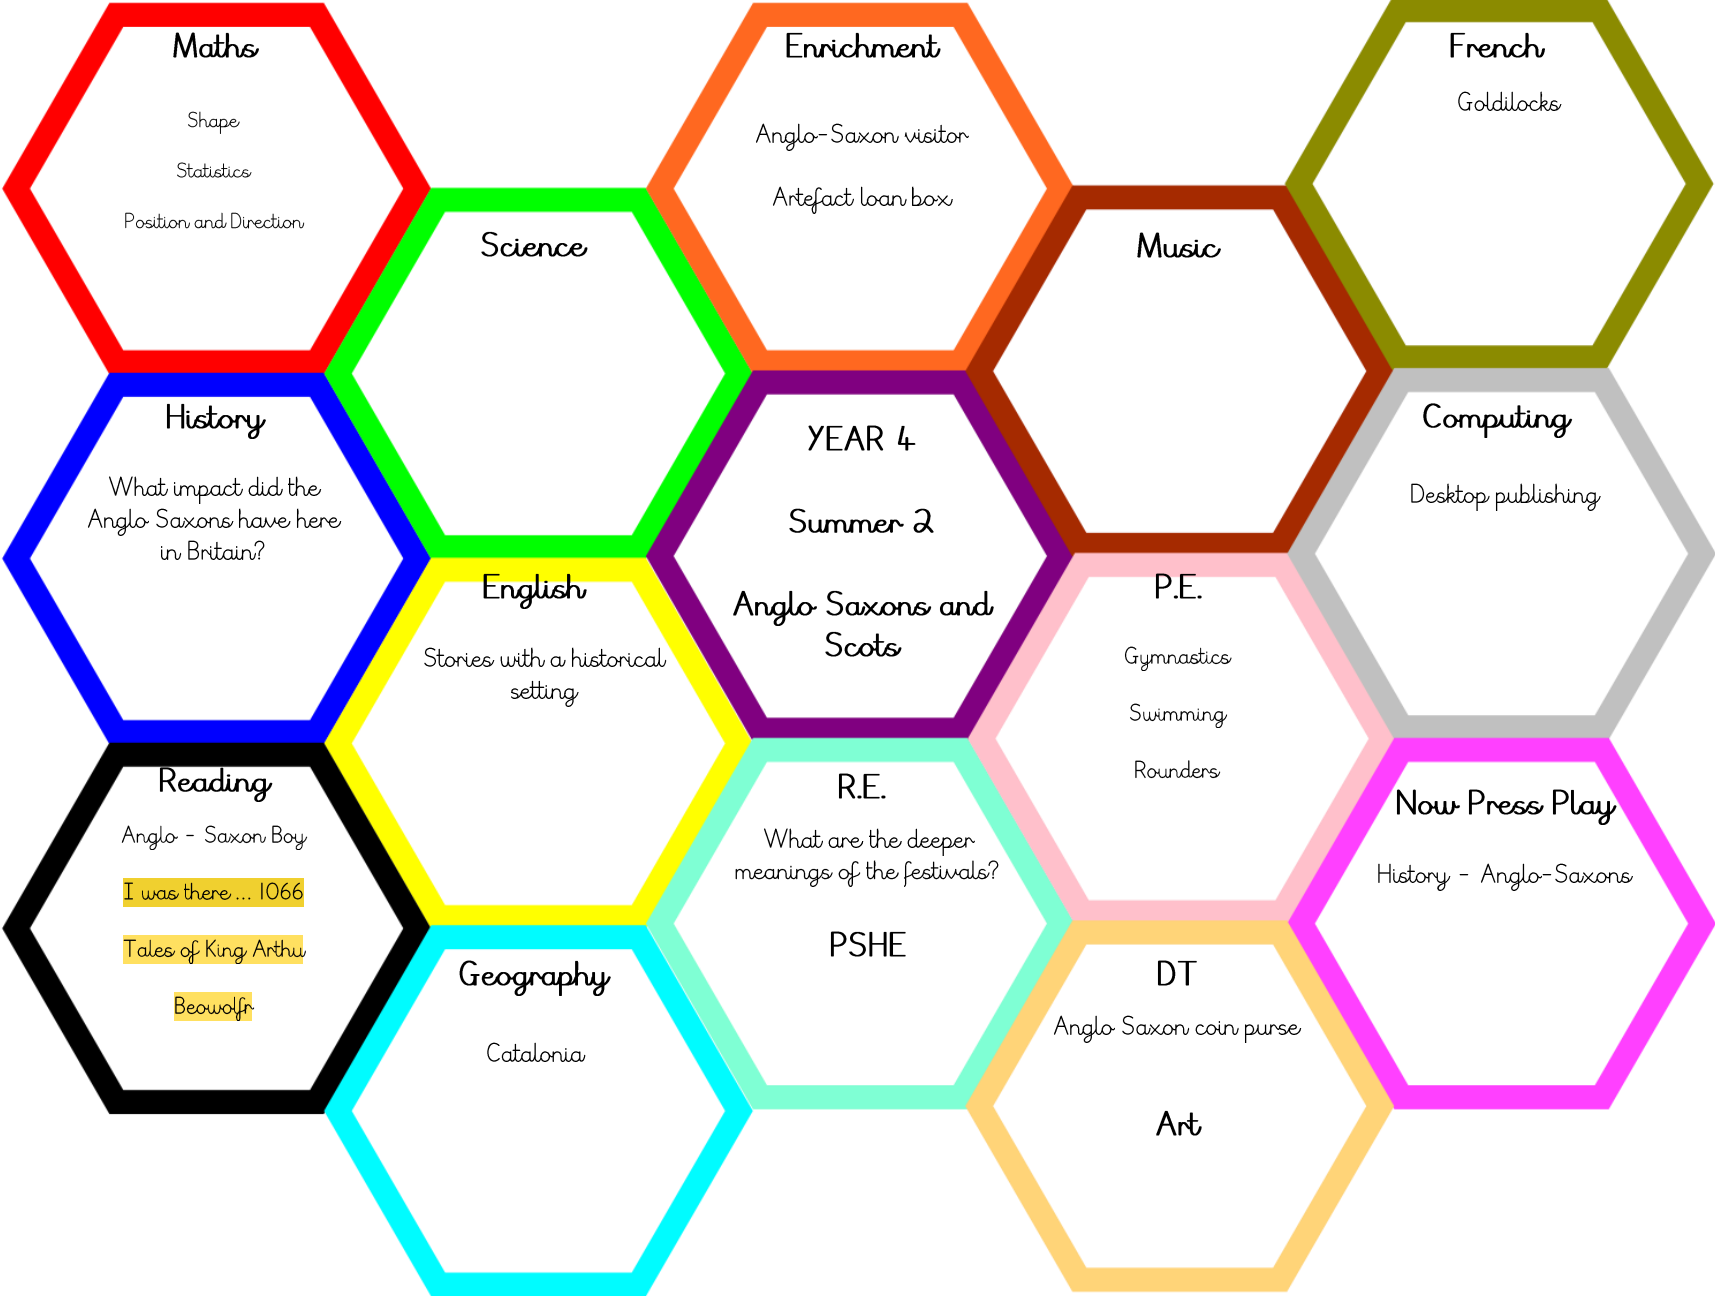 Maths
Shape
Statistics
Position and Direction
Science
Enrichment
Anglo-Saxon visitor
Artefact loan box
Music
French
Goldilocks
History
What impact did the
Anglo Saxons have here
in Britain?
English
Stories with a historical
setting
YEAR 4
Summer 2
Anglo Saxons and
Scots
P.E.
Gymnastics
Swimming
Rounders
Computing
Desktop publishing
Reading
Anglo - Saxon Boy
I was there ... 1066
Tales of King Arthu
Beowolfr
Geography
Catalonia
R.E.
What are the deeper
meanings of the festivals?
PSHE
DT
Anglo Saxon coin purse
Art
Now Press Play
History - Anglo-Saxons